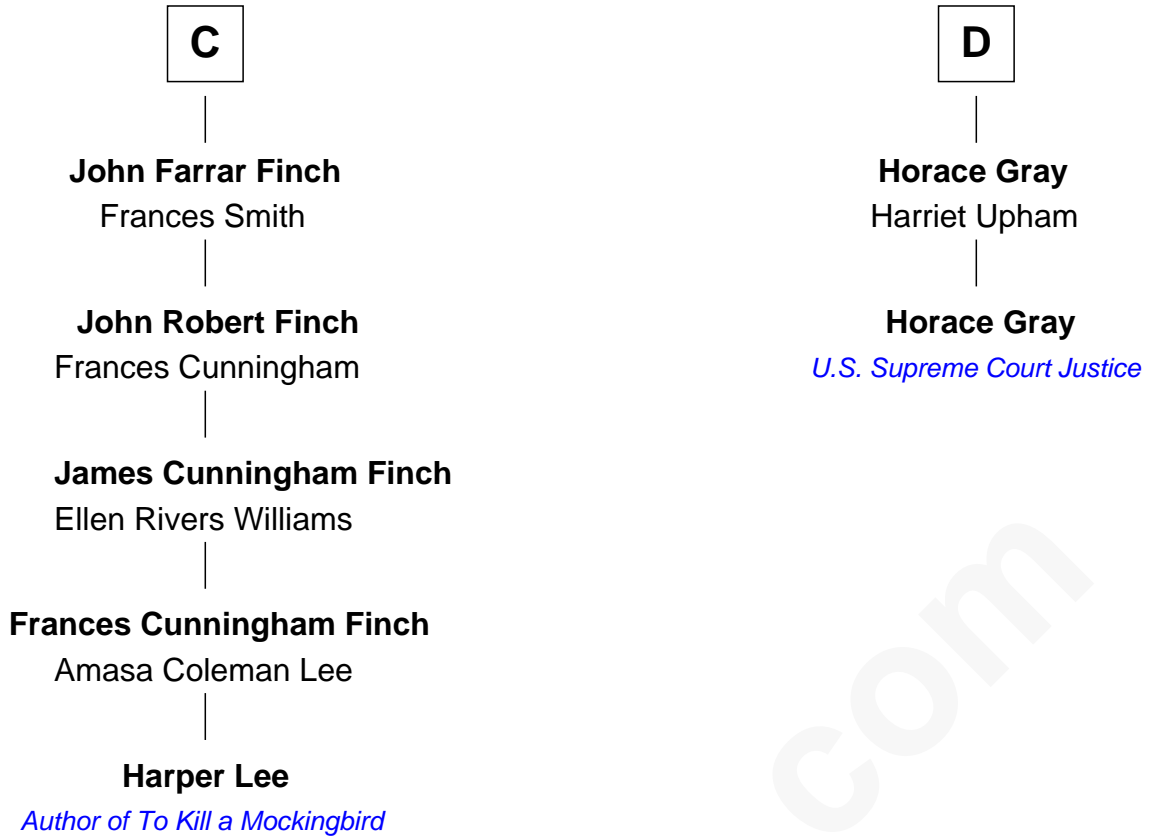 C
John Farrar Finch
Frances Smith
John Robert Finch
Frances Cunningham
James Cunningham Finch
Ellen Rivers Williams
Frances Cunningham Finch
Amasa Coleman Lee
Harper Lee
Author of To Kill a Mockingbird
D
Horace Gray
Harriet Upham
Horace Gray
U.S. Supreme Court Justice
com